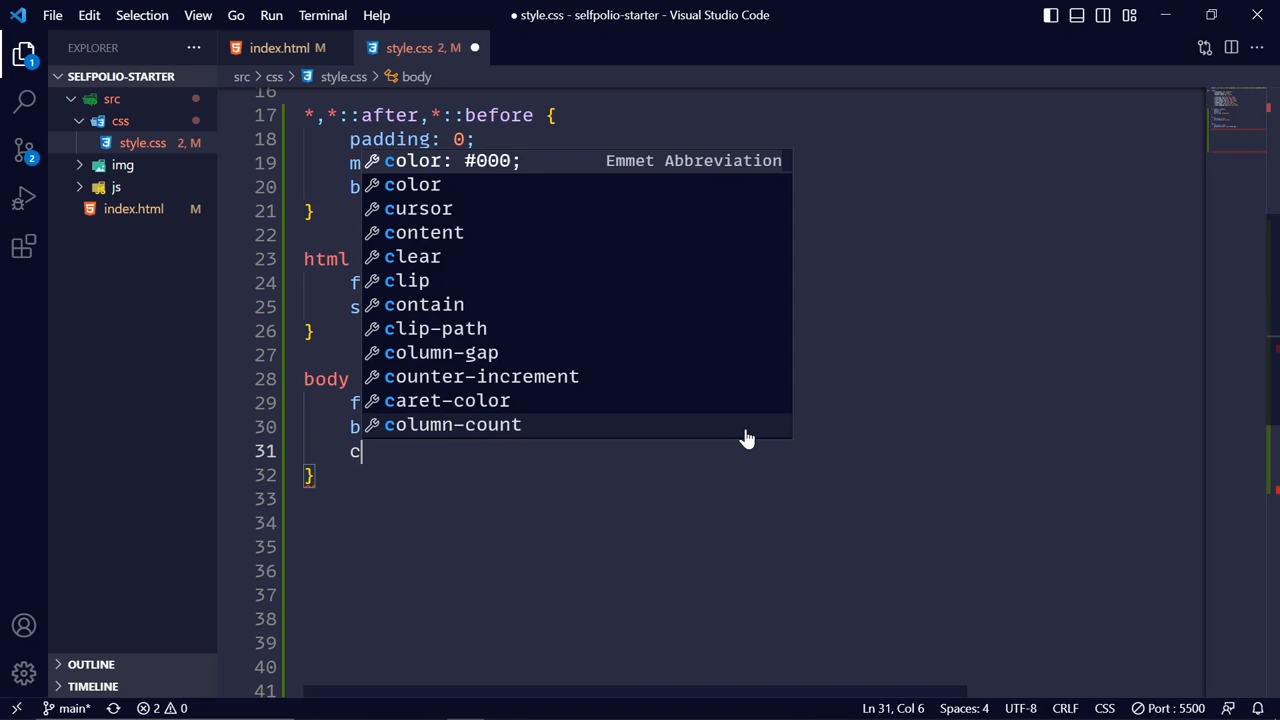 File Edit Selection View Go Run Terminal Help
● style.css - selfpolio-starter - Visual Studio Code
EXPLORER
index.html M
style.css 2, M
SELFPOLIO-STARTER
src > css > style.css > body
src
css
style.css 2, M
img
js
index.html M
1
2
OUTLINE
TIMELINE
16
17 *,*::after,*::before {
18 padding: 0;
19 m
20 b
21 }
22
23 html
24 f
25 s
26 }
27
28 body
29 f
30 b
31 c
32 }
33
34
35
36
37
38
39
40
41
color: #000; Emmet Abbreviation
color
cursor
content
clear
clip
contain
clip-path
column-gap
counter-increment
caret-color
column-count
main* 2 0 Ln 31, Col 6 Spaces: 4 UTF-8 CRLF CSS Port : 5500